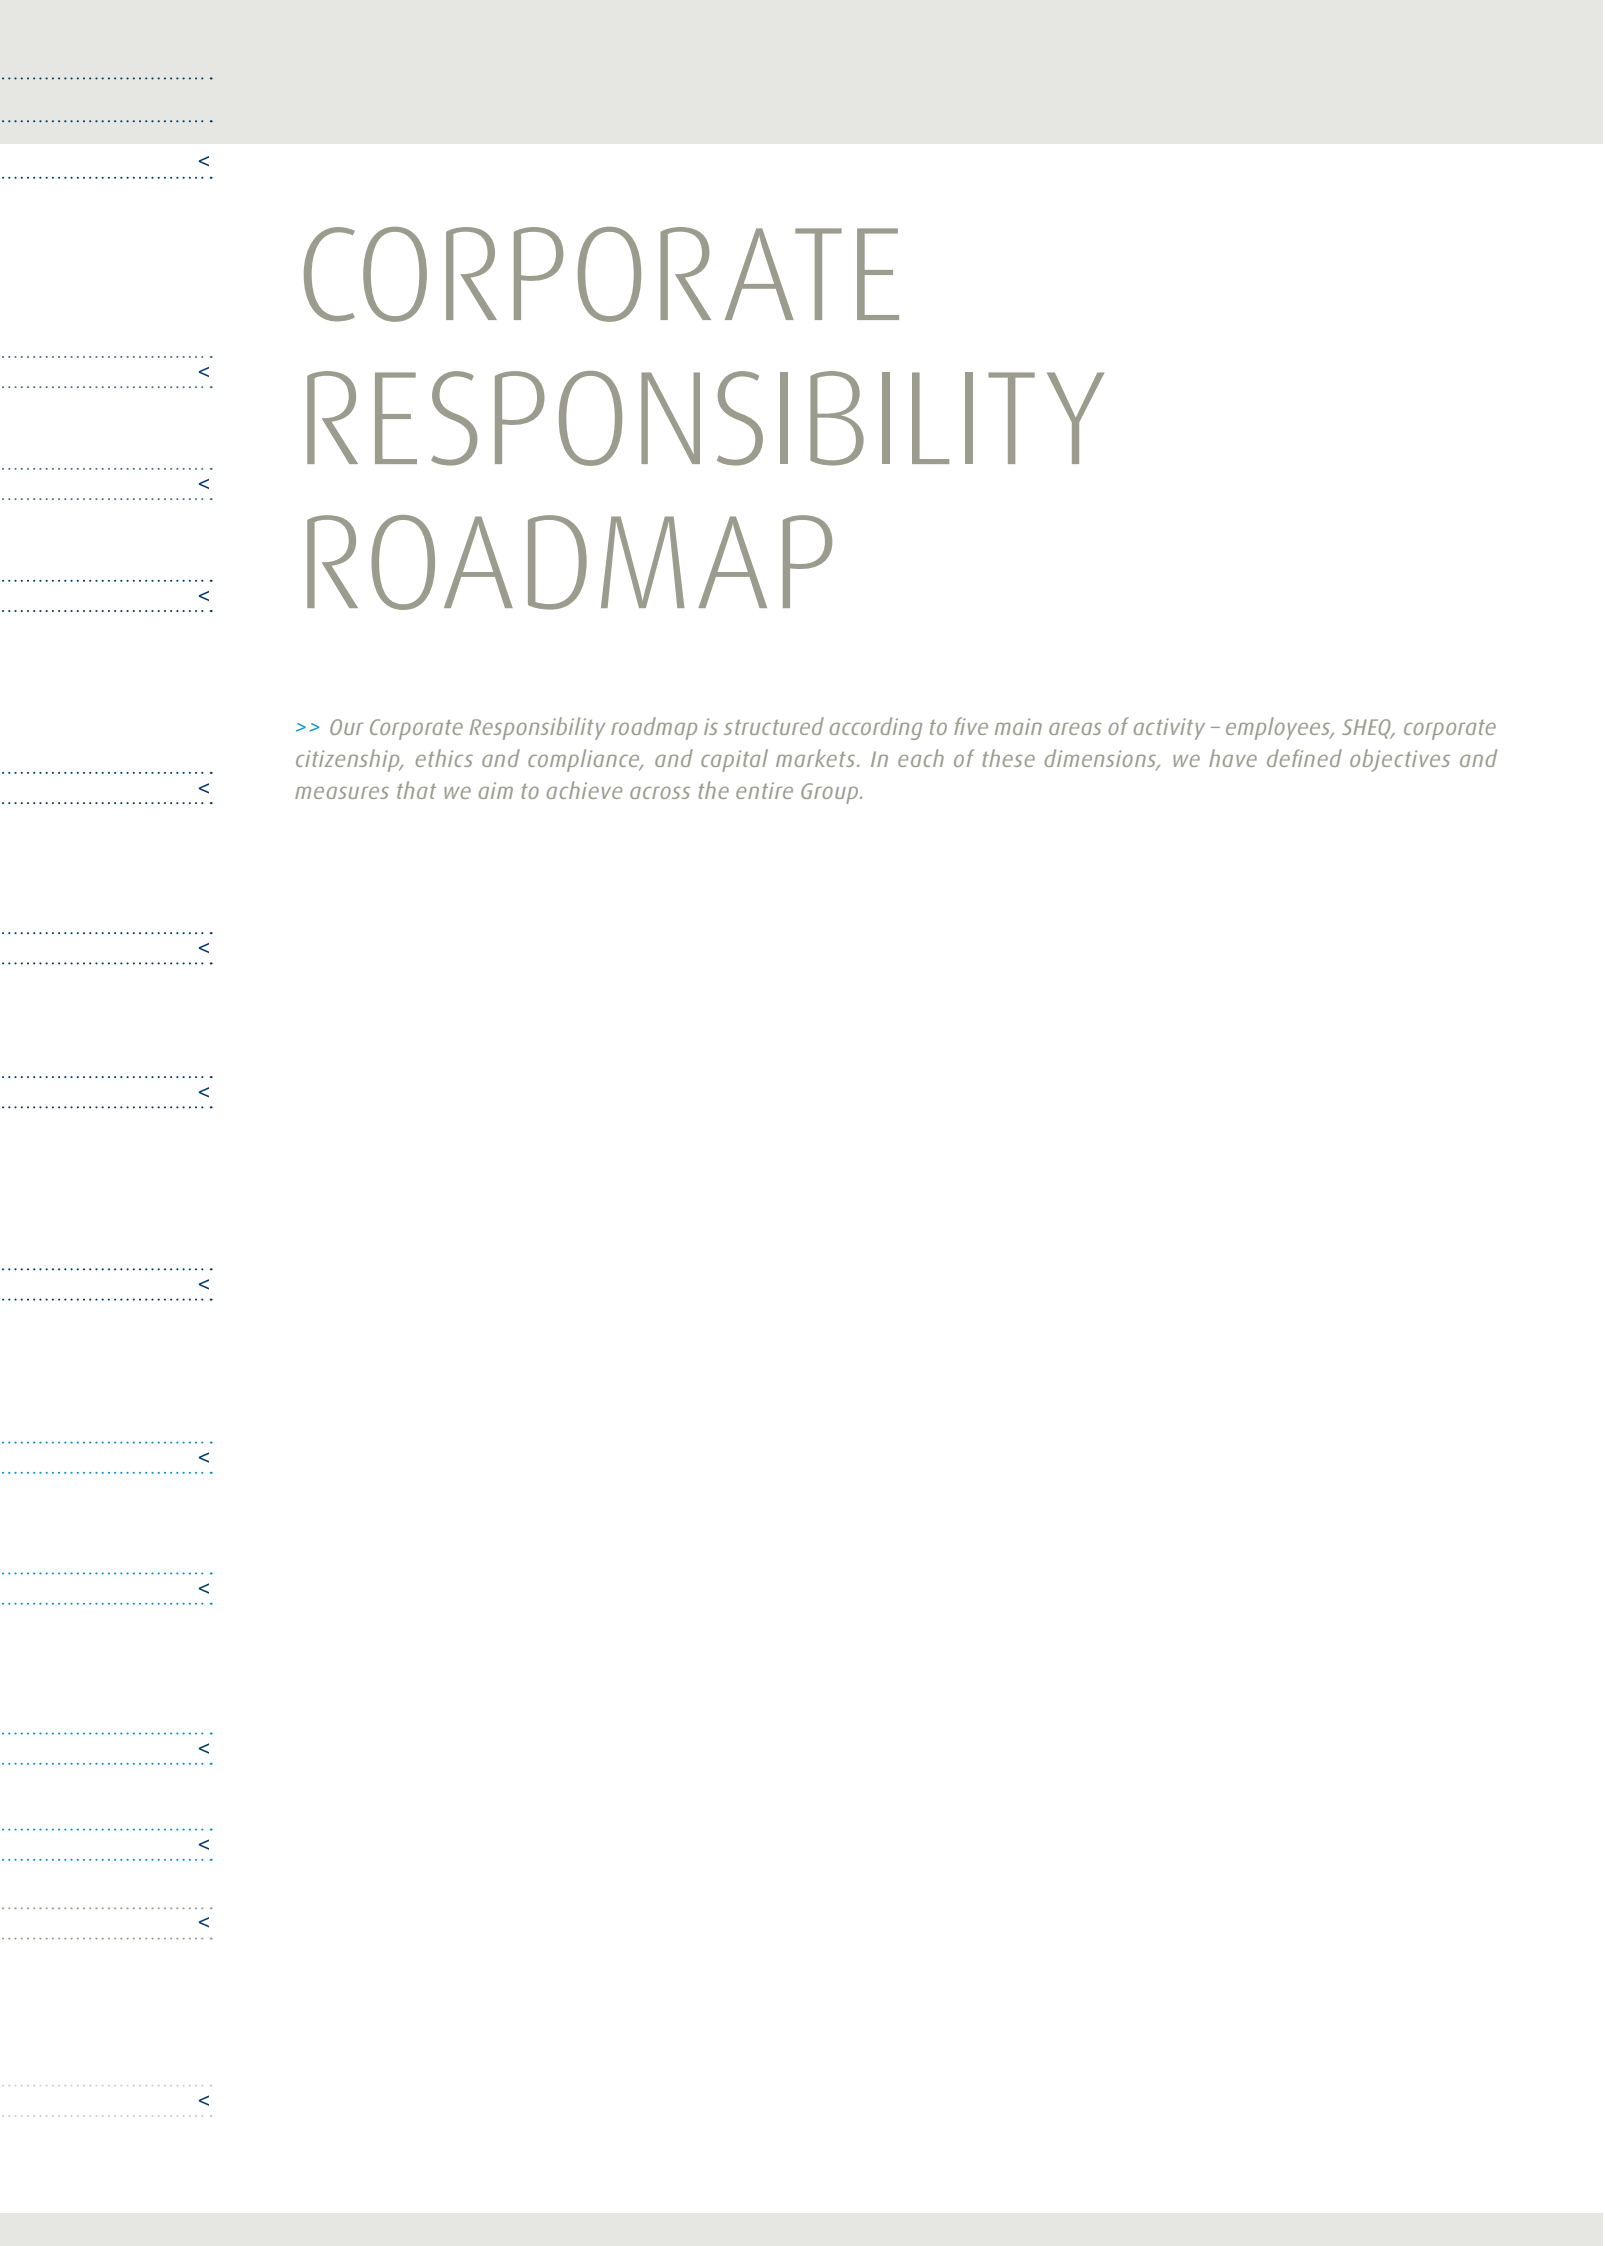 <
CORPORATE
RESPONSIBILITY
ROADMAP
<
<
<
>> Our Corporate Responsibility roadmap is structured according to five main areas of activity – employees, SHEQ, corporate
citizenship, ethics and compliance, and capital markets. In each of these dimensions, we have defined objectives and
measures that we aim to achieve across the entire Group.
<
<
<
<
<
<
<
<
<
<